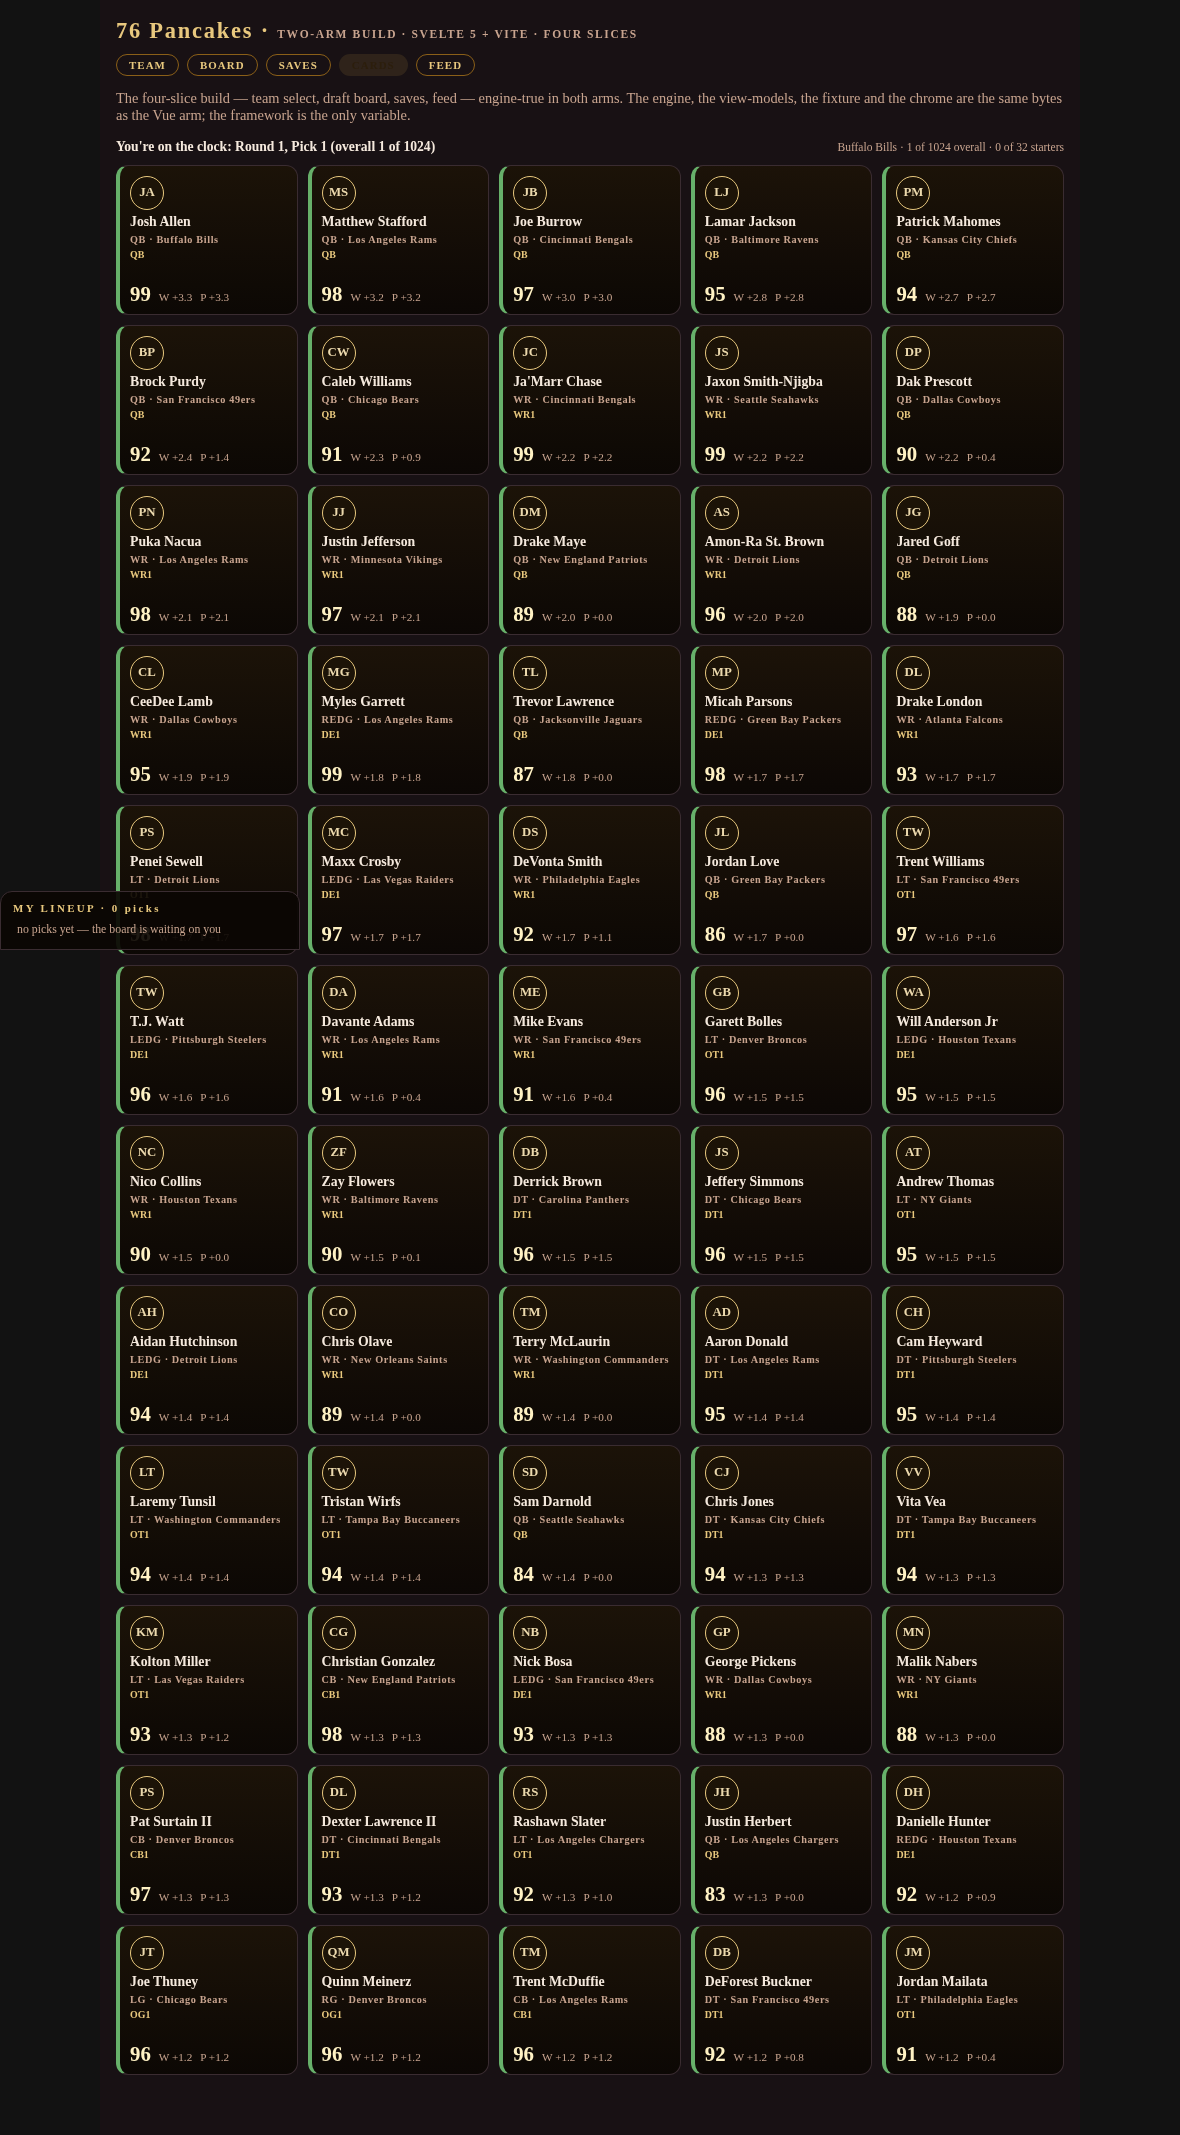 76 Pancakes · TWO-ARM BUILD · SVELTE 5 + VITE · FOUR SLICES
TEAM BOARD SAVES CARDS FEED
The four-slice build — team select, draft board, saves, feed — engine-true in both arms. The engine, the view-models, the fixture and the chrome are the same bytes
as the Vue arm; the framework is the only variable.
You're on the clock: Round 1, Pick 1 (overall 1 of 1024) Buffalo Bills · 1 of 1024 overall · 0 of 32 starters
JA MS JB LJ PM
Josh Allen Matthew Stafford Joe Burrow Lamar Jackson Patrick Mahomes
QB · Buffalo Bills QB · Los Angeles Rams QB · Cincinnati Bengals QB · Baltimore Ravens QB · Kansas City Chiefs
QB QB QB QB QB
99 W +3.3 P +3.3 98 W +3.2 P +3.2 97 W +3.0 P +3.0 95 W +2.8 P +2.8 94 W +2.7 P +2.7
BP CW JC JS DP
Brock Purdy Caleb Williams Ja'Marr Chase Jaxon Smith-Njigba Dak Prescott
QB · San Francisco 49ers QB · Chicago Bears WR · Cincinnati Bengals WR · Seattle Seahawks QB · Dallas Cowboys
QB QB WR1 WR1 QB
92 W +2.4 P +1.4 91 W +2.3 P +0.9 99 W +2.2 P +2.2 99 W +2.2 P +2.2 90 W +2.2 P +0.4
PN JJ DM AS JG
Puka Nacua Justin Jefferson Drake Maye Amon-Ra St. Brown Jared Goff
WR · Los Angeles Rams WR · Minnesota Vikings QB · New England Patriots WR · Detroit Lions QB · Detroit Lions
WR1 WR1 QB WR1 QB
98 W +2.1 P +2.1 97 W +2.1 P +2.1 89 W +2.0 P +0.0 96 W +2.0 P +2.0 88 W +1.9 P +0.0
CL MG TL MP DL
CeeDee Lamb Myles Garrett Trevor Lawrence Micah Parsons Drake London
WR · Dallas Cowboys REDG · Los Angeles Rams QB · Jacksonville Jaguars REDG · Green Bay Packers WR · Atlanta Falcons
WR1 DE1 QB DE1 WR1
95 W +1.9 P +1.9 99 W +1.8 P +1.8 87 W +1.8 P +0.0 98 W +1.7 P +1.7 93 W +1.7 P +1.7
PS MC DS JL TW
Penei Sewell Maxx Crosby DeVonta Smith Jordan Love Trent Williams
LT · Detroit Lions LEDG · Las Vegas Raiders WR · Philadelphia Eagles QB · Green Bay Packers LT · San Francisco 49ers
DE1 WR1 QB OT1
MY LINEUP · 0 picks
no picks yet — the board is waiting on you
97 W +1.7 P +1.7 92 W +1.7 P +1.1 86 W +1.7 P +0.0 97 W +1.6 P +1.6
TW DA ME GB WA
T.J. Watt Davante Adams Mike Evans Garett Bolles Will Anderson Jr
LEDG · Pittsburgh Steelers WR · Los Angeles Rams WR · San Francisco 49ers LT · Denver Broncos LEDG · Houston Texans
DE1 WR1 WR1 OT1 DE1
96 W +1.6 P +1.6 91 W +1.6 P +0.4 91 W +1.6 P +0.4 96 W +1.5 P +1.5 95 W +1.5 P +1.5
NC ZF DB JS AT
Nico Collins Zay Flowers Derrick Brown Jeffery Simmons Andrew Thomas
WR · Houston Texans WR · Baltimore Ravens DT · Carolina Panthers DT · Chicago Bears LT · NY Giants
WR1 WR1 DT1 DT1 OT1
90 W +1.5 P +0.0 90 W +1.5 P +0.1 96 W +1.5 P +1.5 96 W +1.5 P +1.5 95 W +1.5 P +1.5
AH CO TM AD CH
Aidan Hutchinson Chris Olave Terry McLaurin Aaron Donald Cam Heyward
LEDG · Detroit Lions WR · New Orleans Saints WR · Washington Commanders DT · Los Angeles Rams DT · Pittsburgh Steelers
DE1 WR1 WR1 DT1 DT1
94 W +1.4 P +1.4 89 W +1.4 P +0.0 89 W +1.4 P +0.0 95 W +1.4 P +1.4 95 W +1.4 P +1.4
LT TW SD CJ VV
Laremy Tunsil Tristan Wirfs Sam Darnold Chris Jones Vita Vea
LT · Washington Commanders LT · Tampa Bay Buccaneers QB · Seattle Seahawks DT · Kansas City Chiefs DT · Tampa Bay Buccaneers
OT1 OT1 QB DT1 DT1
94 W +1.4 P +1.4 94 W +1.4 P +1.4 84 W +1.4 P +0.0 94 W +1.3 P +1.3 94 W +1.3 P +1.3
KM CG NB GP MN
Kolton Miller Christian Gonzalez Nick Bosa George Pickens Malik Nabers
LT · Las Vegas Raiders CB · New England Patriots LEDG · San Francisco 49ers WR · Dallas Cowboys WR · NY Giants
OT1 CB1 DE1 WR1 WR1
93 W +1.3 P +1.2 98 W +1.3 P +1.3 93 W +1.3 P +1.3 88 W +1.3 P +0.0 88 W +1.3 P +0.0
PS DL RS JH DH
Pat Surtain II Dexter Lawrence II Rashawn Slater Justin Herbert Danielle Hunter
CB · Denver Broncos DT · Cincinnati Bengals LT · Los Angeles Chargers QB · Los Angeles Chargers REDG · Houston Texans
CB1 DT1 OT1 QB DE1
97 W +1.3 P +1.3 93 W +1.3 P +1.2 92 W +1.3 P +1.0 83 W +1.3 P +0.0 92 W +1.2 P +0.9
JT QM TM DB JM
Joe Thuney Quinn Meinerz Trent McDuffie DeForest Buckner Jordan Mailata
LG · Chicago Bears RG · Denver Broncos CB · Los Angeles Rams DT · San Francisco 49ers LT · Philadelphia Eagles
OG1 OG1 CB1 DT1 OT1
96 W +1.2 P +1.2 96 W +1.2 P +1.2 96 W +1.2 P +1.2 92 W +1.2 P +0.8 91 W +1.2 P +0.4